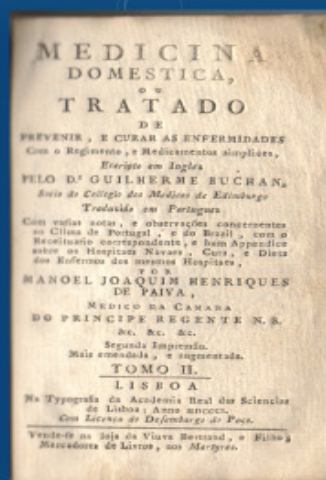 MEDICINA
DOMESTICA,
OU
TRATADO
DE
PREVENIR, E CURAR AS ENFERMIDADES
Com o Regimento, e Medicamentos simplices,
Escripto em Inglez
PELO D.r GUILHERME BUCHAN,
Socio do Collegio dos Medicos de Edimburgo
Traduzido em Portuguez
Com varias notas, e observações concernentes
ao Clima de Portugal, e do Brazil, com o
Receituario correspondente, e hum Appendice
sobre os Hospitaes Navaes, Cura, e Dieta
dos Enfermos dos mesmos Hospitaes,
POR
MANOEL JOAQUIM HENRIQUES
DE PAIVA,
MEDICO DA CAMARA
DO PRINCIPE REGENTE N. S.
&c. &c. &c.
Segunda Impressão.
Mais emendada, e augmentada.
TOMO II.
LISBOA
Na Typografia da Academia Real das Sciencias
de Lisboa; Anno
Com Licença do Desembargo do Paço.
Vende-se na loja da Viuva Bertrand, e Filho,
Mercadores de Livros, aos Martyres.